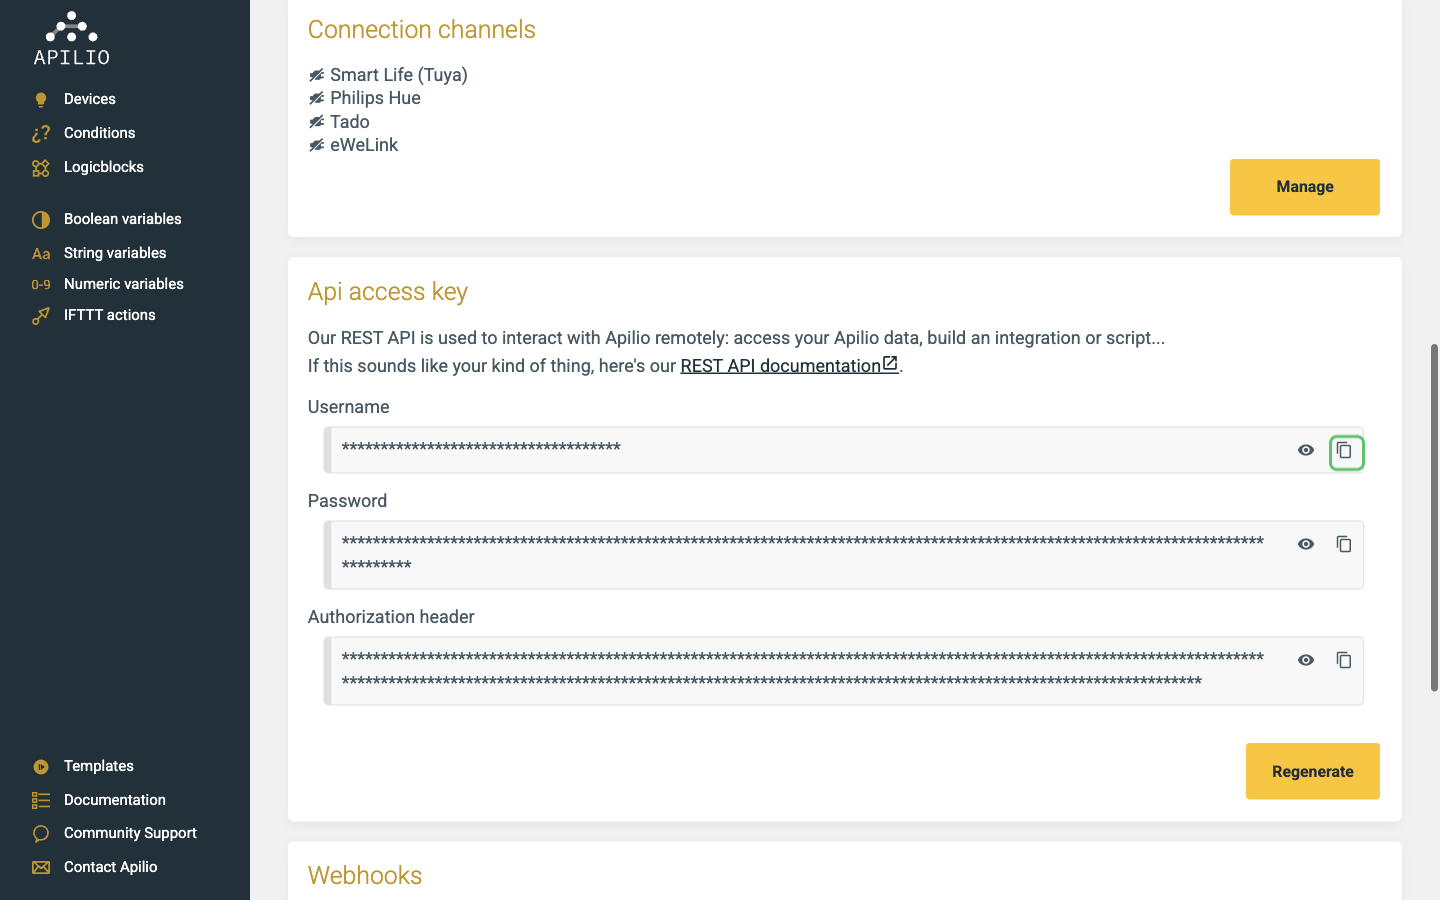 APILIO
Devices
Conditions
Logicblocks
Boolean variables
Aa String variables
0-9 Numeric variables
IFTTT actions
Templates
Documentation
Community Support
Contact Apilio
Connection channels
Smart Life (Tuya)
Philips Hue
Tado
eWeLink
Manage
Api access key
Our REST API is used to interact with Apilio remotely: access your Apilio data, build an integration or script...
If this sounds like your kind of thing, here's our REST API documentation.
Username
************************************
Password
***********************************************************************************************************************
*********
Authorization header
***********************************************************************************************************************
***************************************************************************************************************
Regenerate
Webhooks